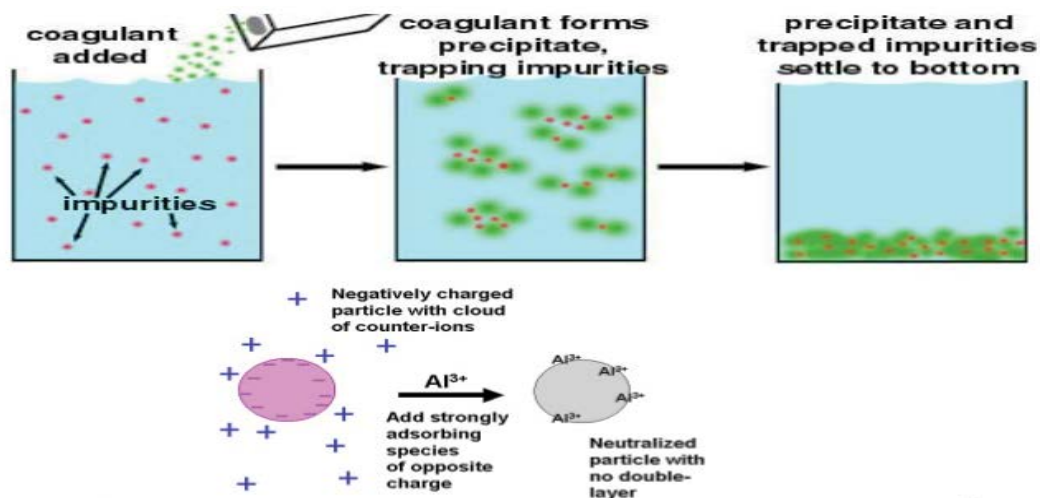 coagulant
added
coagulant forms
precipitate,
trapping impurities
precipitate and
trapped impurities
settle to bottom
impurities
+ Negatively charged
particle with cloud
of counter-ions
Al³⁺
Add strongly
adsorbing
species
of opposite
charge
Al³⁺
Al³⁺
Al³⁺
Al³⁺
Neutralized
particle with
no double-
layer